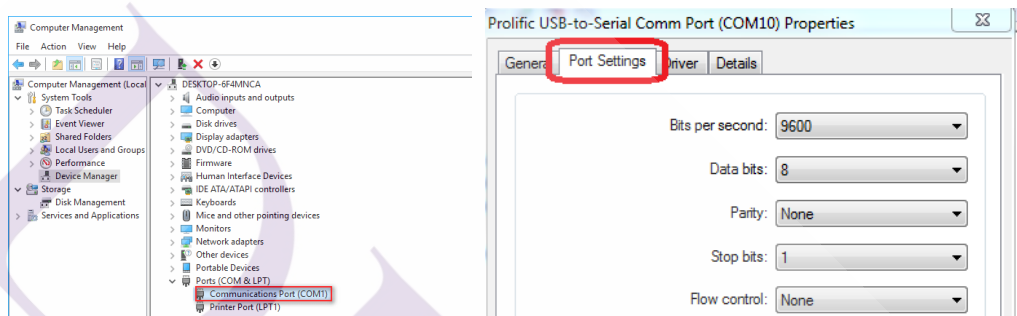 Computer Management
File Action View Help
Computer Management (Local
System Tools
Task Scheduler
Event Viewer
Shared Folders
Local Users and Groups
Performance
Device Manager
Storage
Disk Management
Services and Applications
DESKTOP-6F4MNCA
Audio inputs and outputs
Computer
Disk drives
Display adapters
DVD/CD-ROM drives
Firmware
Human Interface Devices
IDE ATA/ATAPI controllers
Keyboards
Mice and other pointing devices
Monitors
Network adapters
Other devices
Portable Devices
Ports (COM & LPT)
Communications Port (COM1)
Printer Port (LPT1)
Prolific USB-to-Serial Comm Port (COM10) Properties
General Port Settings Driver Details
Bits per second: 9600
Data bits: 8
Parity: None
Stop bits: 1
Flow control: None